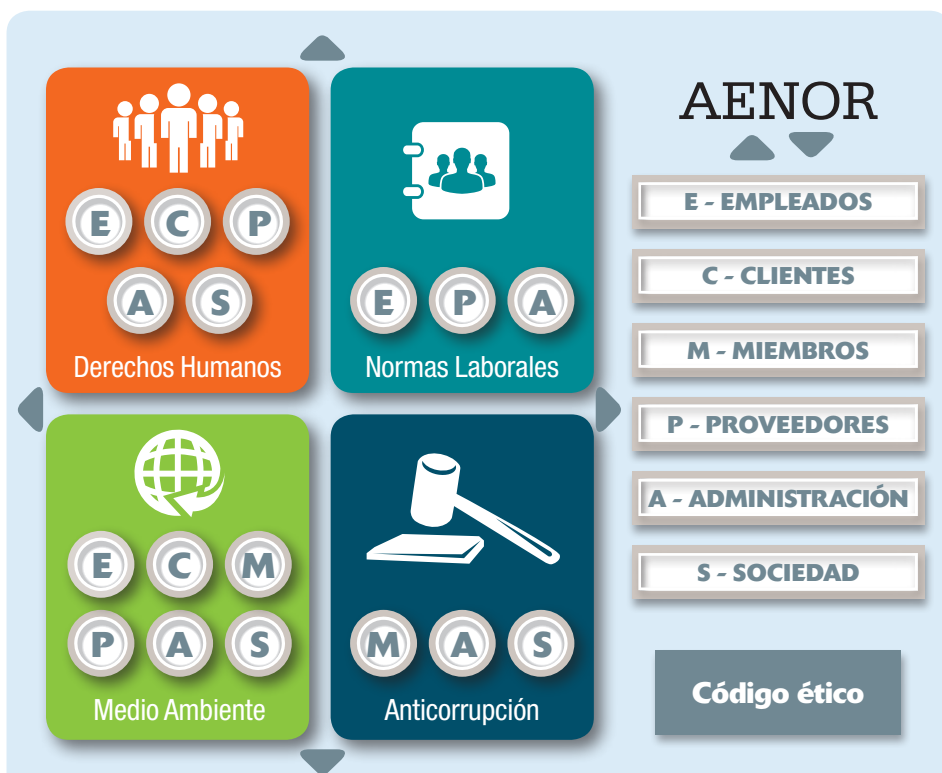 E C P
A S
Derechos Humanos
E P A
Normas Laborales
E C M
P A S
Medio Ambiente
M A S
Anticorrupción
AENOR
E - EMPLEADOS
C - CLIENTES
M - MIEMBROS
P - PROVEEDORES
A - ADMINISTRACIÓN
S - SOCIEDAD
Código ético